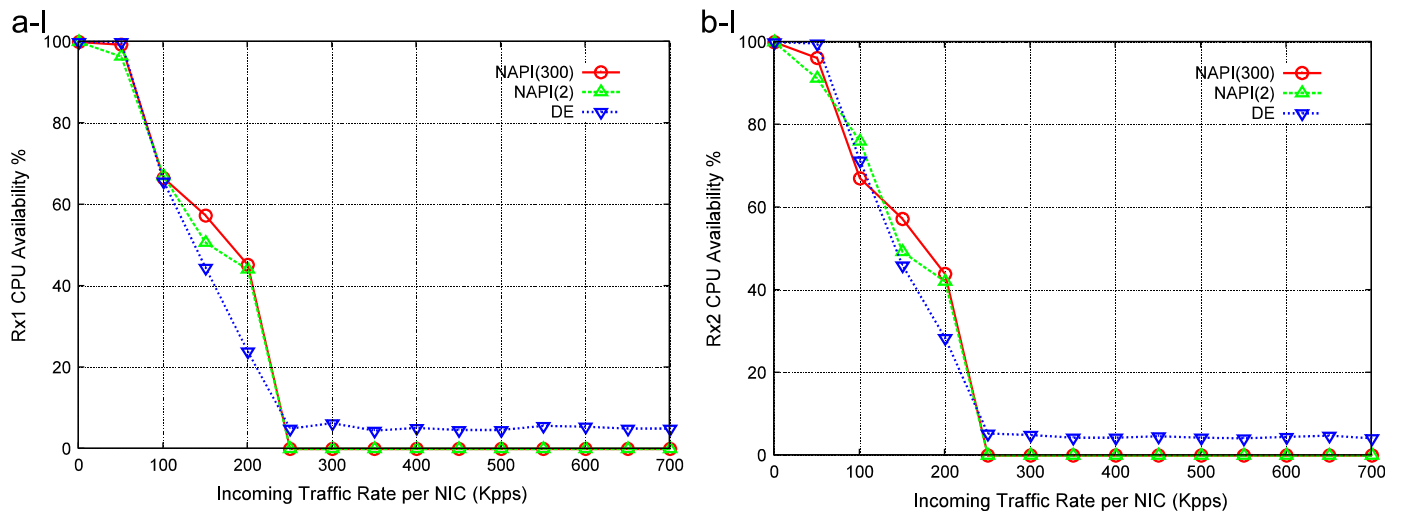 a-I
100
80
60
40
20
0
Rx1 CPU Availability %
NAPI(300)
NAPI(2)
DE
0 100 200 300 400 500 600 700
Incoming Traffic Rate per NIC (Kpps)
b-I
100
80
60
40
20
0
Rx2 CPU Availability %
NAPI(300)
NAPI(2)
DE
0 100 200 300 400 500 600 700
Incoming Traffic Rate per NIC (Kpps)